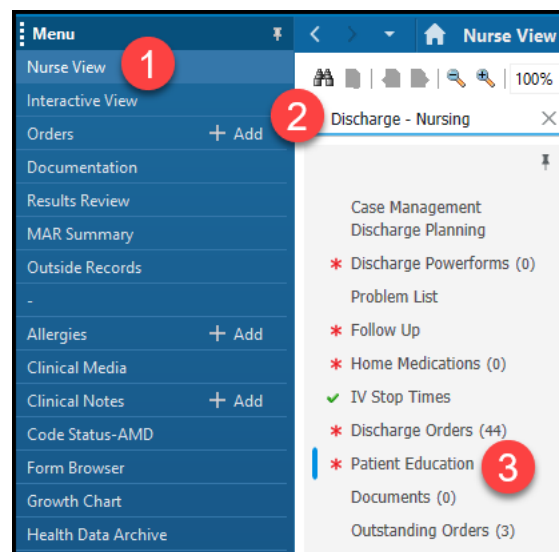 Menu
Nurse View
1
Interactive View
Orders + Add
Documentation
Results Review
MAR Summary
Outside Records
-
Allergies + Add
Clinical Media
Clinical Notes + Add
Code Status-AMD
Form Browser
Growth Chart
Health Data Archive
Nurse View
100%
2
Discharge - Nursing
Case Management
Discharge Planning
* Discharge Powerforms (0)
Problem List
* Follow Up
* Home Medications (0)
✓ IV Stop Times
* Discharge Orders (44)
* Patient Education
3
Documents (0)
Outstanding Orders (3)